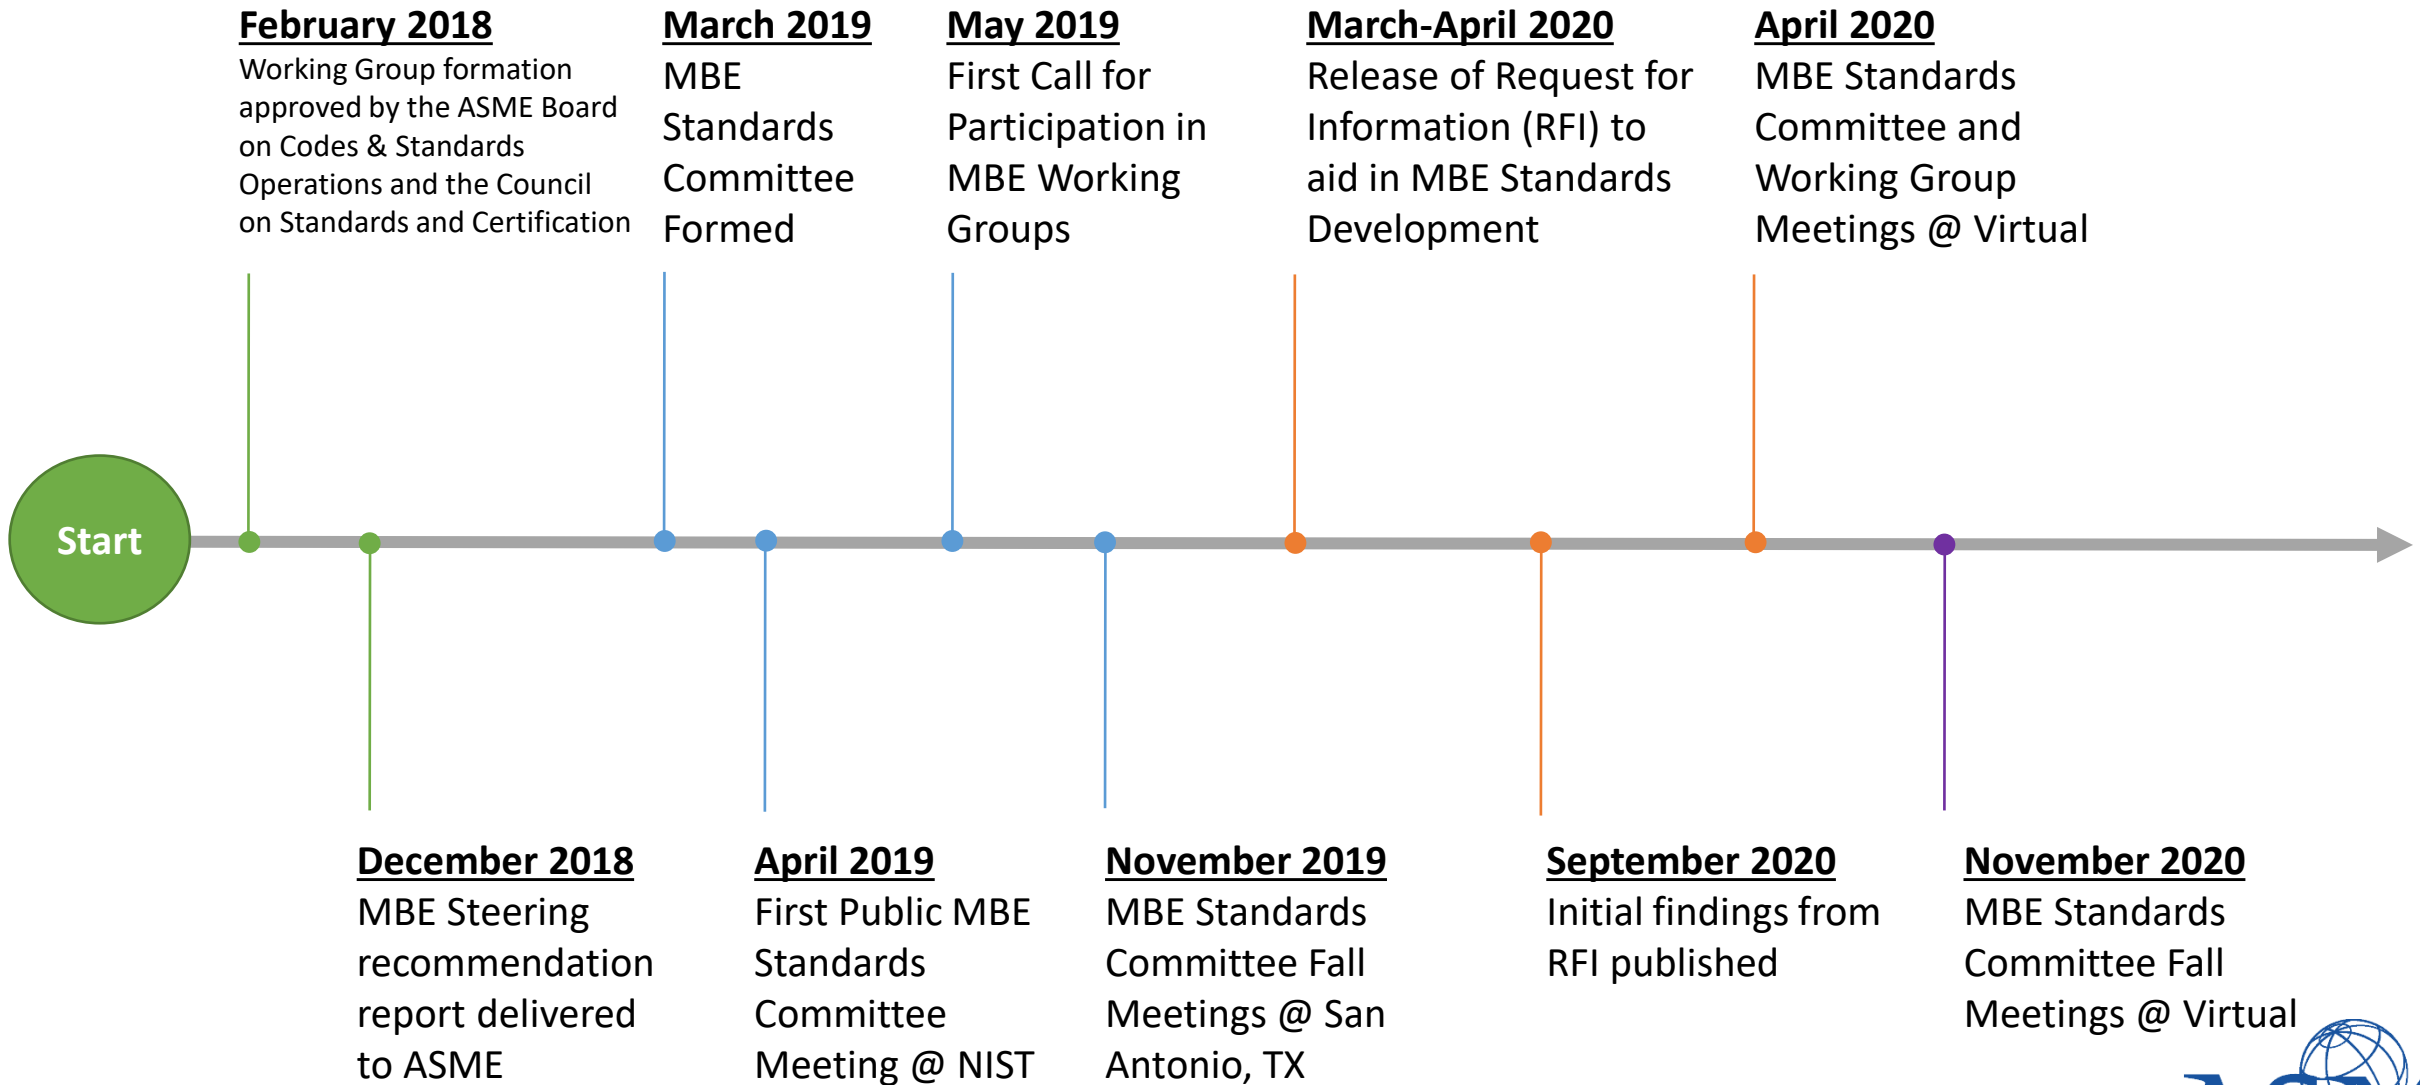 February 2018
Working Group formation
approved by the ASME Board
on Codes & Standards
Operations and the Council
on Standards and Certification
March 2019
MBE
Standards
Committee
Formed
May 2019
First Call for
Participation in
MBE Working
Groups
March-April 2020
Release of Request for
Information (RFI) to
aid in MBE Standards
Development
April 2020
MBE Standards
Committee and
Working Group
Meetings @ Virtual
Start
December 2018
MBE Steering
recommendation
report delivered
to ASME
April 2019
First Public MBE
Standards
Committee
Meeting @ NIST
November 2019
MBE Standards
Committee Fall
Meetings @ San
Antonio, TX
September 2020
Initial findings from
RFI published
November 2020
MBE Standards
Committee Fall
Meetings @ Virtual